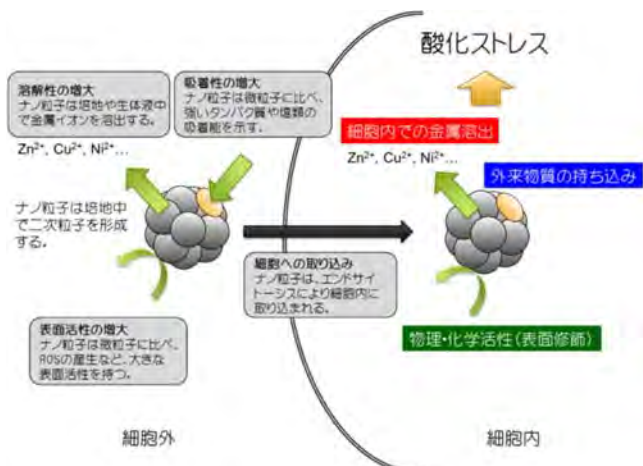 酸化ストレス
溶解性の増大
ナノ粒子は培地や生体液中
で金属イオンを溶出する。
Zn²⁺, Cu²⁺, Ni²⁺…
吸着性の増大
ナノ粒子は微粒子に比べ、
強いタンパク質や塩類の
吸着能を示す。
細胞内での金属溶出
Zn²⁺, Cu²⁺, Ni²⁺…
外来物質の持ち込み
ナノ粒子は培地中
で二次粒子を形成
する。
細胞への取り込み
ナノ粒子は、エンドサイ
トーシスにより細胞内に
取り込まれる。
表面活性の増大
ナノ粒子は微粒子に比べ、
ROSの産生など、大きな
表面活性を持つ。
物理・化学活性(表面修飾)
細胞外
細胞内